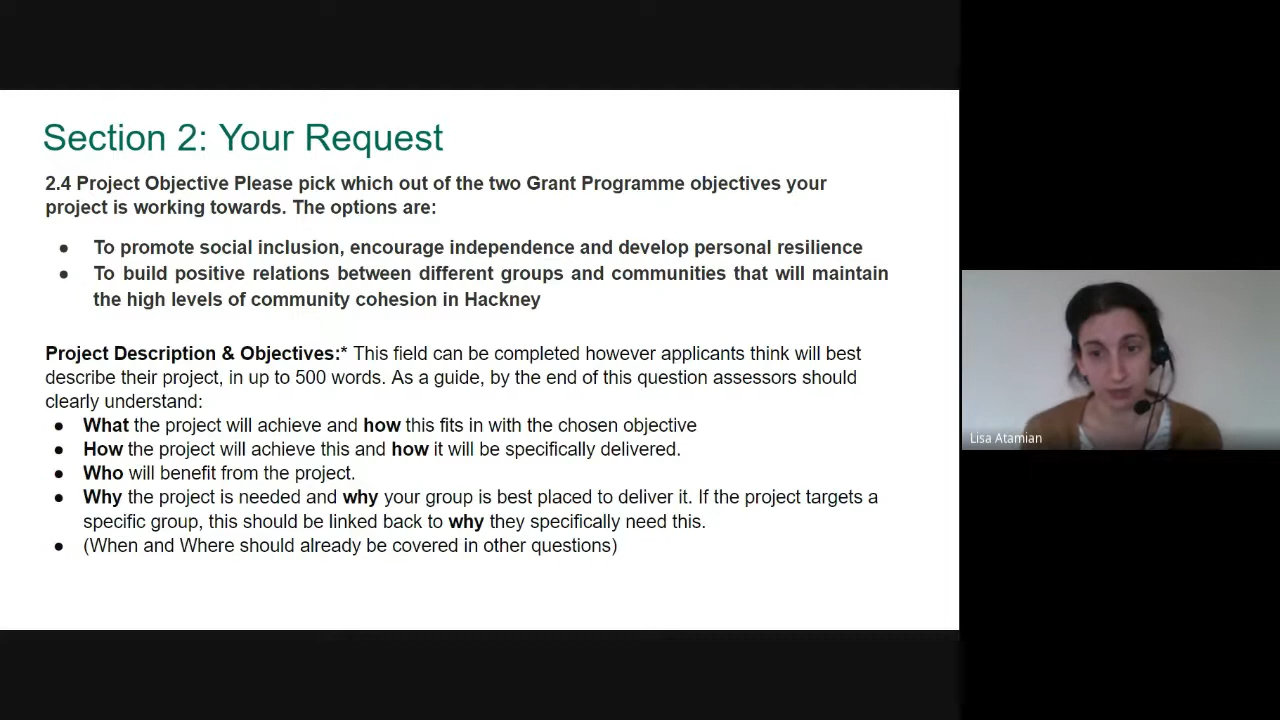 Section 2: Your Request
2.4 Project Objective Please pick which out of the two Grant Programme objectives your
project is working towards. The options are:
● To promote social inclusion, encourage independence and develop personal resilience
● To build positive relations between different groups and communities that will maintain
the high levels of community cohesion in Hackney
Project Description & Objectives:* This field can be completed however applicants think will best
describe their project, in up to 500 words. As a guide, by the end of this question assessors should
clearly understand:
● What the project will achieve and how this fits in with the chosen objective
● How the project will achieve this and how it will be specifically delivered.
● Who will benefit from the project.
● Why the project is needed and why your group is best placed to deliver it. If the project targets a
specific group, this should be linked back to why they specifically need this.
● (When and Where should already be covered in other questions)
Lisa Atamian